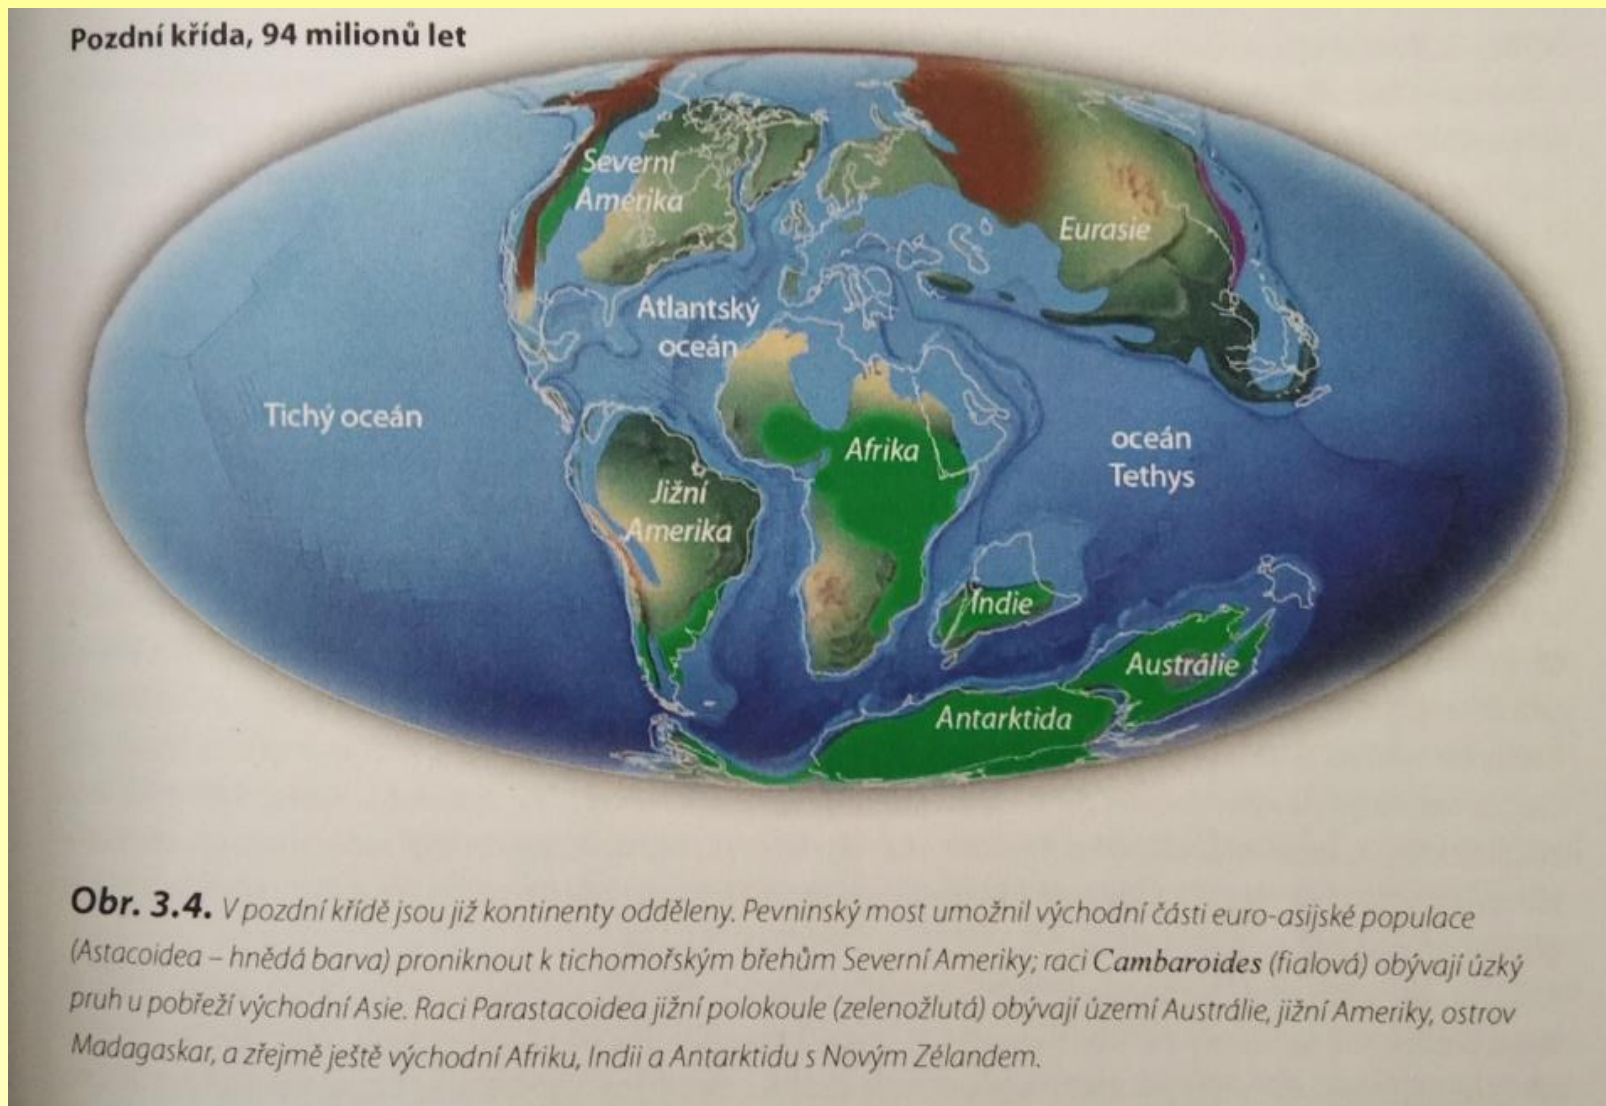 Pozdní křída, 94 milionů let
Severní
Amerika
Eurasie
Atlantský
oceán
Tichý oceán
Afrika
oceán
Tethys
Jižní
Amerika
Indie
Austrálie
Antarktida
Obr. 3.4. V pozdní křídě jsou již kontinenty odděleny. Pevninský most umožnil východní části euro-asijské populace
(Astacoidea – hnědá barva) proniknout k tichomořským břehům Severní Ameriky; raci Cambaroides (fialová) obývají úzký
pruh u pobřeží východní Asie. Raci Parastacoidea jižní polokoule (zelenožlutá) obývají území Austrálie, jižní Ameriky, ostrov
Madagaskar, a zřejmě ještě východní Afriku, Indii a Antarktidu s Novým Zélandem.